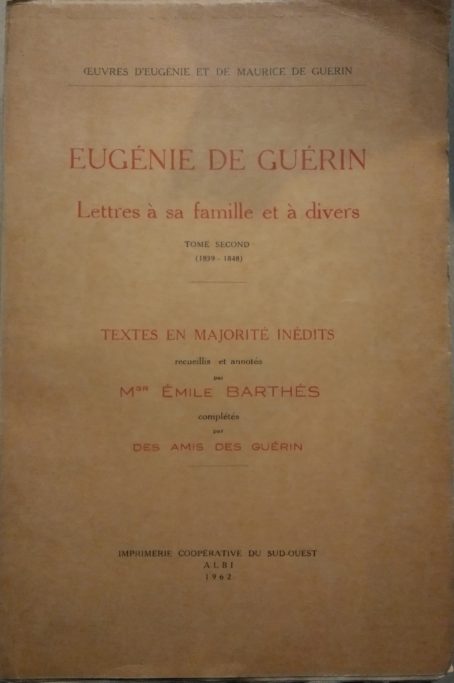 ŒUVRES D'EUGÉNIE ET DE MAURICE DE GUERIN
EUGÉNIE DE GUÉRIN
Lettres à sa famille et à divers
TOME SECOND
(1839 - 1848)
TEXTES EN MAJORITÉ INÉDITS
recueillis et annotés
par
MGR ÉMILE BARTHÉS
complétés
par
DES AMIS DES GUÉRIN
IMPRIMERIE COOPÉRATIVE DU SUD-OUEST
ALBI
1962